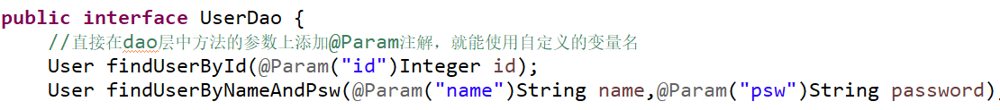 public interface UserDao {
//直接在dao层中方法的参数上添加@Param注解，就能使用自定义的变量名
User findUserById(@Param("id")Integer id);
User findUserByNameAndPsw(@Param("name")String name,@Param("psw")String password)